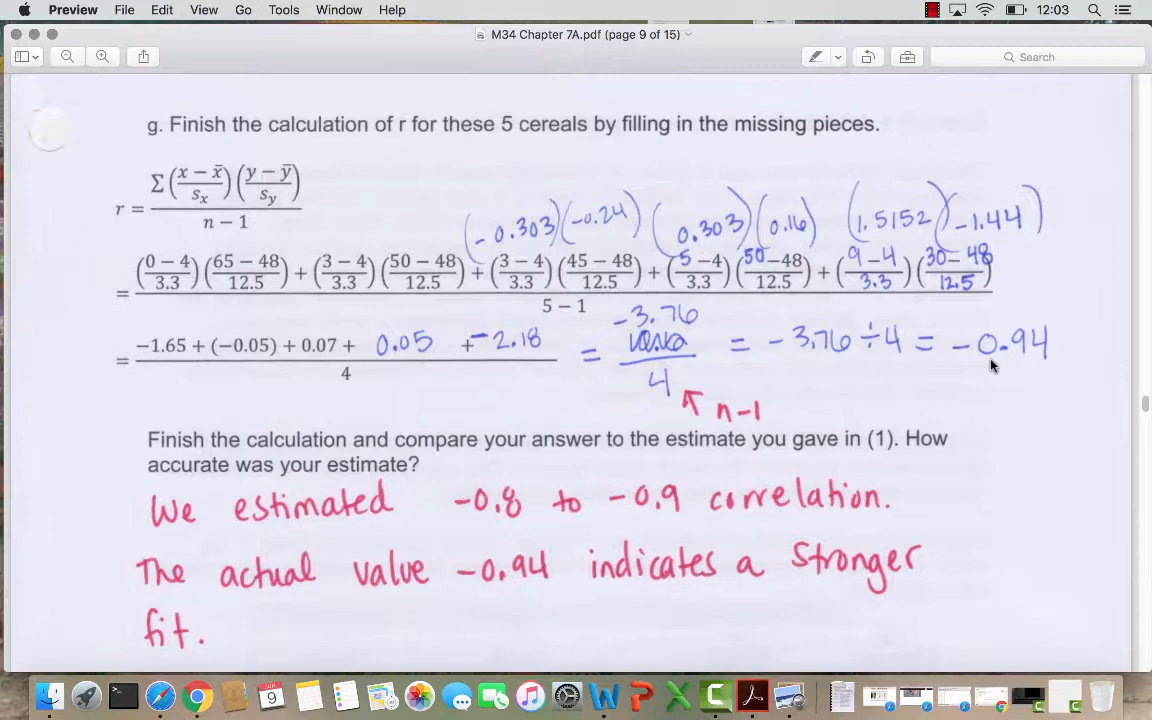 Preview File Edit View Go Tools Window Help 12:03
M34 Chapter 7A.pdf (page 9 of 15)
Search
g. Finish the calculation of r for these 5 cereals by filling in the missing pieces.
r = Σ((x − x̄)/sₓ)((y − ȳ)/sᵧ) / (n − 1)
(-0.303)(-0.24) (0.303)(0.16) (1.5152)(-1.44)
= ((0 − 4)/3.3)((65 − 48)/12.5) + ((3 − 4)/3.3)((50 − 48)/12.5) + ((3 − 4)/3.3)((45 − 48)/12.5) + ((5 − 4)/3.3)((50 − 48)/12.5) + ((9 − 4)/3.3)((30 − 48)/12.5)
5 − 1
= −1.65 + (−0.05) + 0.07 + 0.05 + -2.18 / 4 = -3.76 / 4 = -3.76 ÷ 4 = -0.94
n-1
Finish the calculation and compare your answer to the estimate you gave in (1). How
accurate was your estimate?
We estimated -0.8 to -0.9 correlation.
The actual value -0.94 indicates a Stronger
fit.